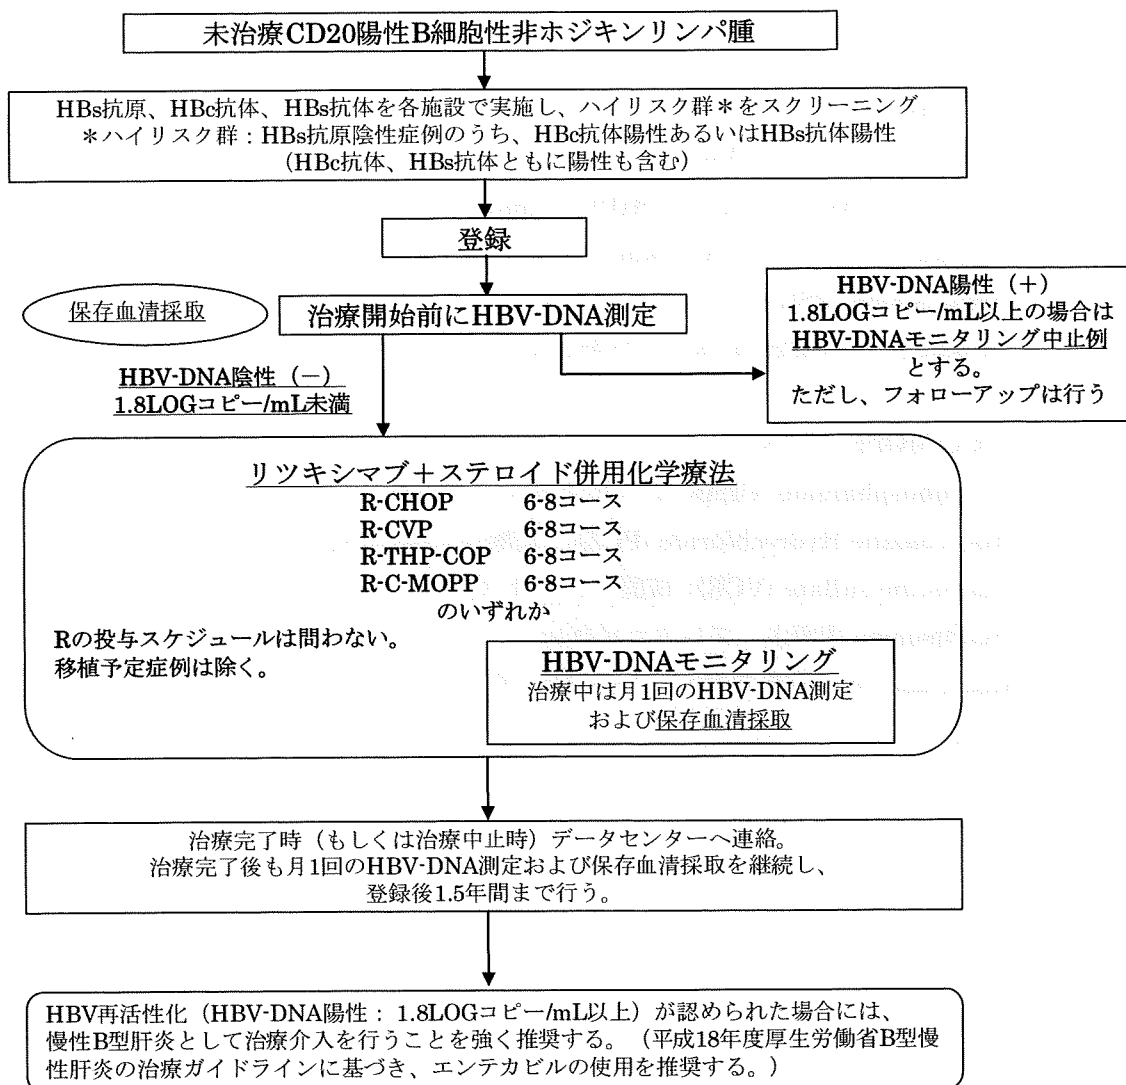 未治療CD20陽性B細胞性非ホジキンリンパ腫
HBs抗原、HBc抗体、HBs抗体を各施設で実施し、ハイリスク群＊をスクリーニング
＊ハイリスク群：HBs抗原陰性症例のうち、HBc抗体陽性あるいはHBs抗体陽性
（HBc抗体、HBs抗体ともに陽性も含む）
登録
保存血清採取
治療開始前にHBV-DNA測定
HBV-DNA陽性（＋）
1.8LOGコピー/mL以上の場合は
HBV-DNAモニタリング中止例
とする。
ただし、フォローアップは行う
HBV-DNA陰性（－）
1.8LOGコピー/mL未満
リツキシマブ＋ステロイド併用化学療法
R-CHOP 6-8コース
R-CVP 6-8コース
R-THP-COP 6-8コース
R-C-MOPP 6-8コース
のいずれか
Rの投与スケジュールは問わない。
移植予定症例は除く。
HBV-DNAモニタリング
治療中は月1回のHBV-DNA測定
および保存血清採取
治療完了時（もしくは治療中止時）データセンターへ連絡。
治療完了後も月1回のHBV-DNA測定および保存血清採取を継続し、
登録後1.5年間まで行う。
HBV再活性化（HBV-DNA陽性：1.8LOGコピー/mL以上）が認められた場合には、
慢性B型肝炎として治療介入を行うことを強く推奨する。（平成18年度厚生労働省B型慢
性肝炎の治療ガイドラインに基づき、エンテカビルの使用を推奨する。）